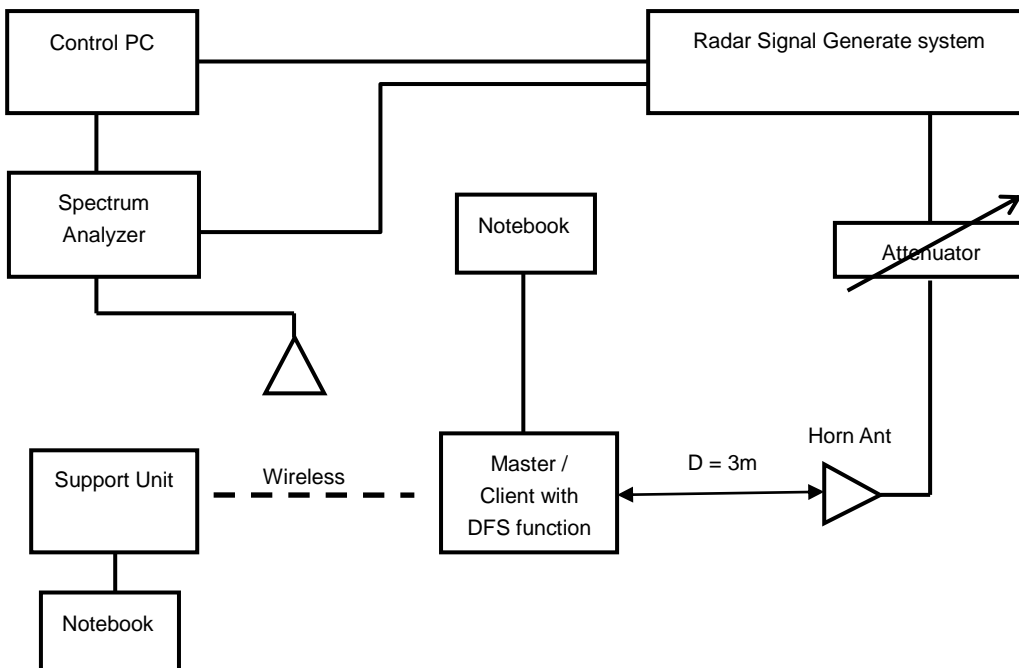 Control PC
Radar Signal Generate system
Spectrum
Analyzer
Notebook
Attenuator
Horn Ant
D = 3m
Master /
Client with
DFS function
Support Unit
Wireless
Notebook